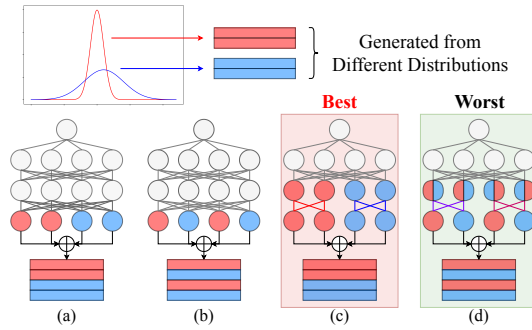 Generated from
Different Distributions
Best
Worst
(a)
(b)
(c)
(d)